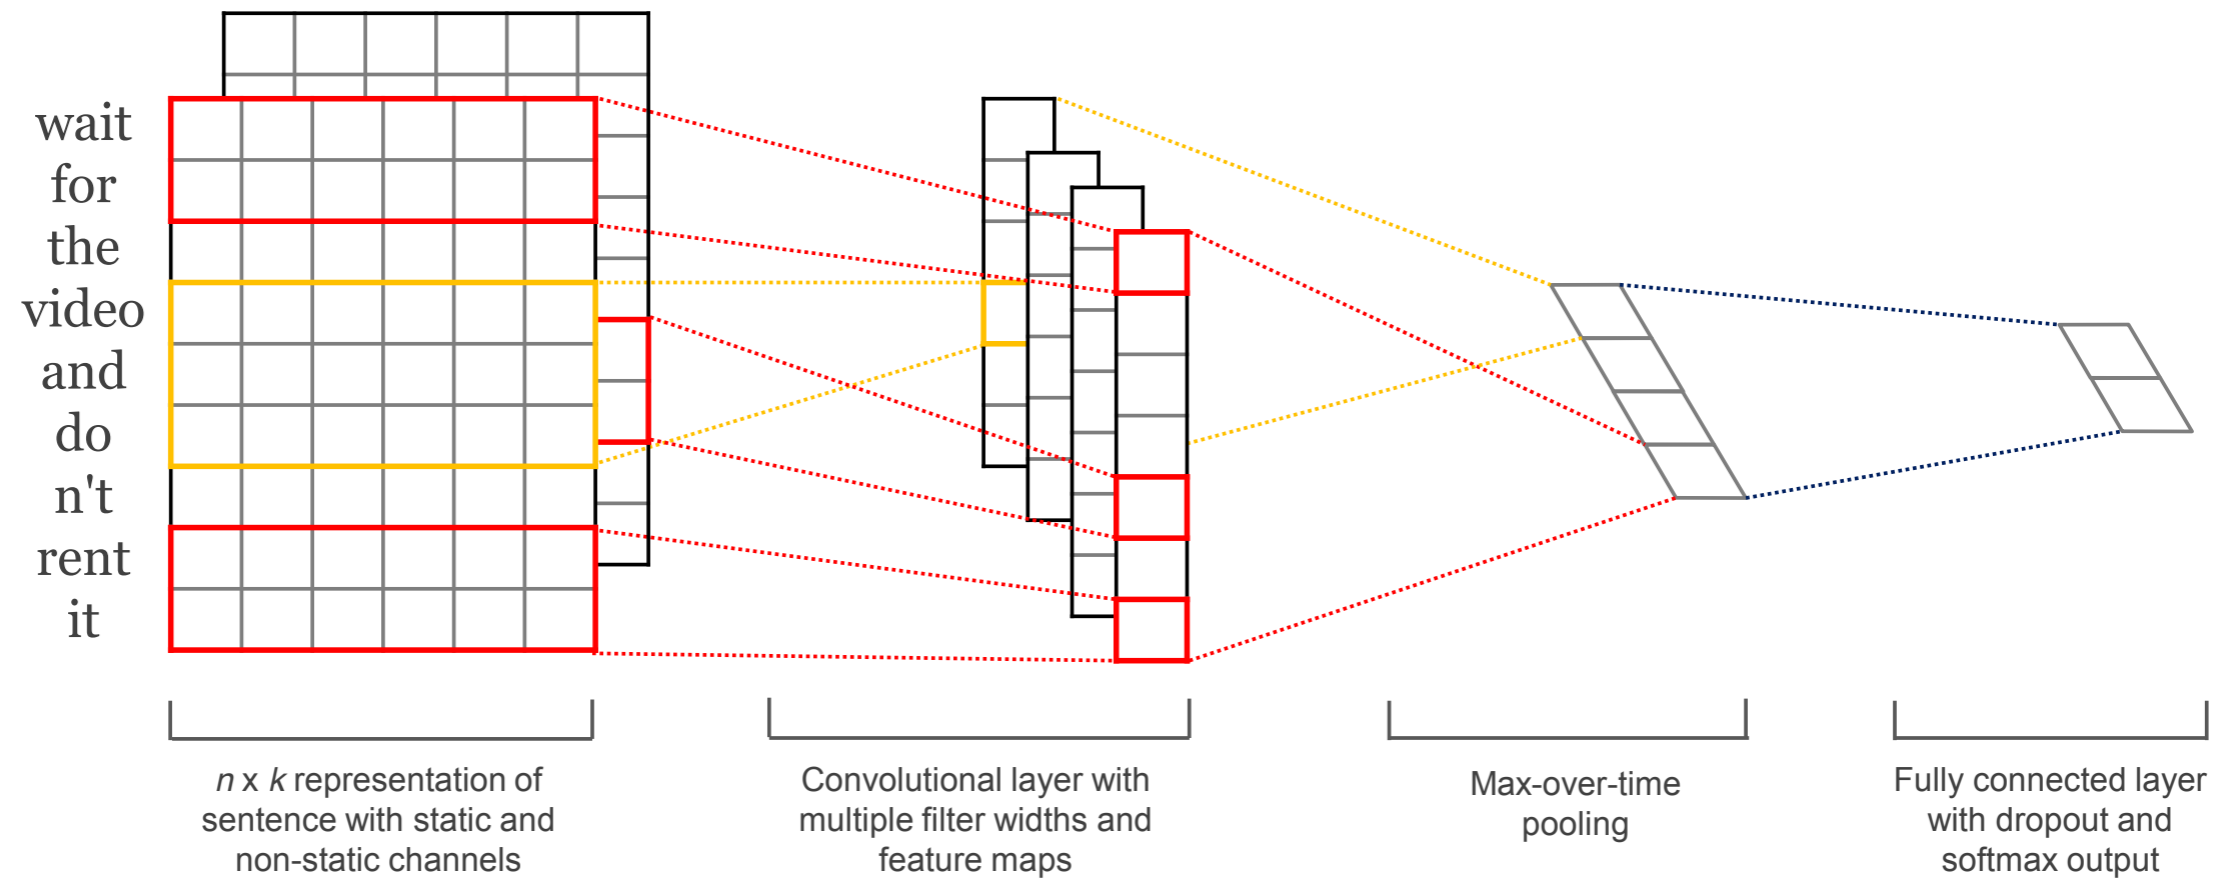 wait
for
the
video
and
do
n't
rent
it
n x k representation of
sentence with static and
non-static channels
Convolutional layer with
multiple filter widths and
feature maps
Max-over-time
pooling
Fully connected layer
with dropout and
softmax output